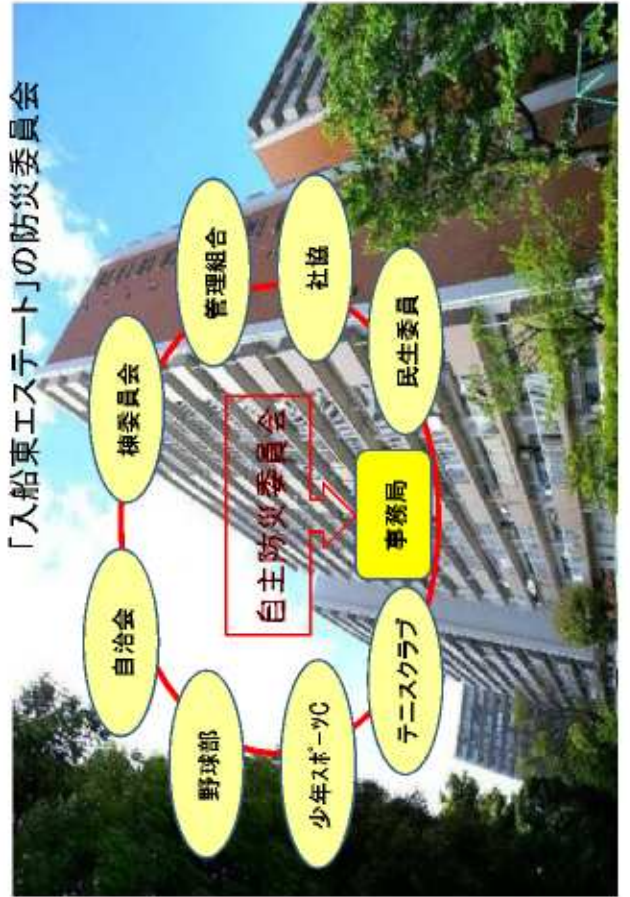 「入船東エステート」の防災委員会
棟委員会
自治会
管理組合
野球部
自主防災委員会
社協
少年スポーツC
民生委員
事務局
テニスクラブ